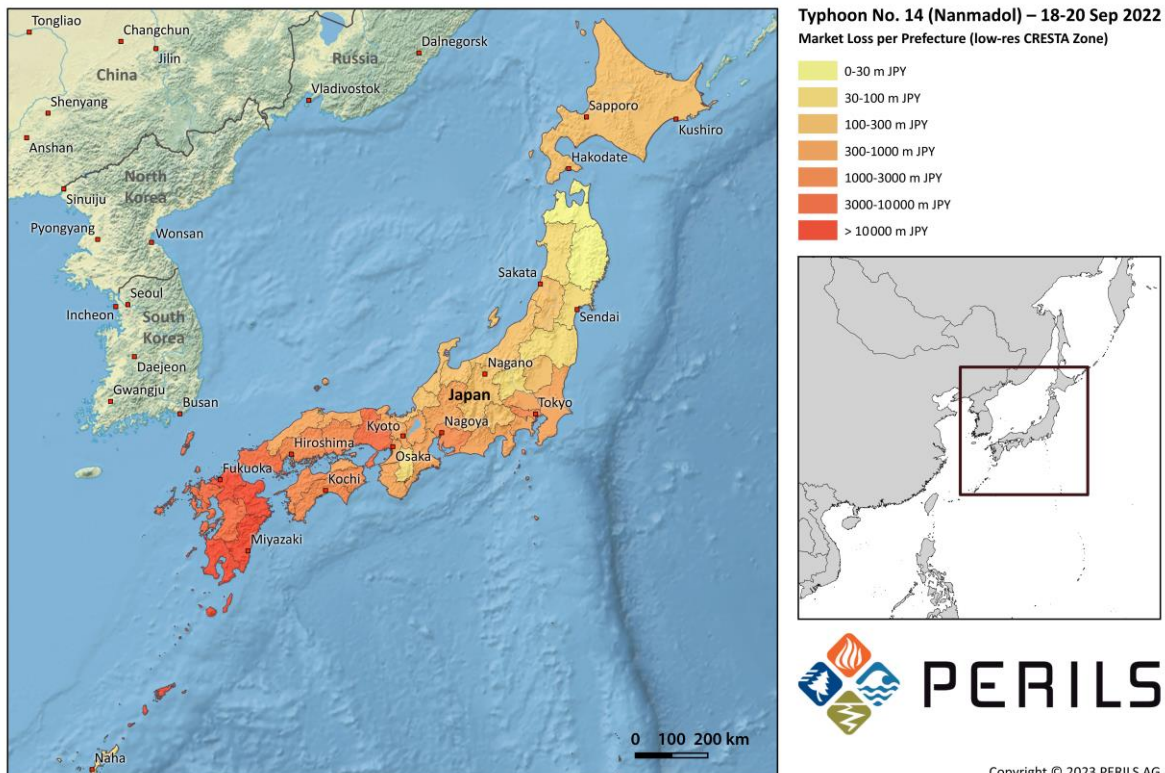 Typhoon No. 14 (Nanmadol) – 18-20 Sep 2022
Market Loss per Prefecture (low-res CRESTA Zone)
0-30 m JPY
30-100 m JPY
100-300 m JPY
300-1000 m JPY
1000-3000 m JPY
3000-10000 m JPY
> 10000 m JPY
Tongliao
Changchun
Jilin
China
Russia
Dalnegorsk
Vladivostok
Shenyang
Anshan
Sapporo
Kushiro
Hakodate
North
Korea
Sinuiju
Pyongyang
Wonsan
Sakata
Sendai
Seoul
Incheon
South
Korea
Daejeon
Gwangju
Busan
Nagano
Japan
Tokyo
Kyoto
Nagoya
Hiroshima
Osaka
Fukuoka
Kochi
Miyazaki
Naha
0 100 200 km
PERILS
Copyright © 2023 PERILS AG